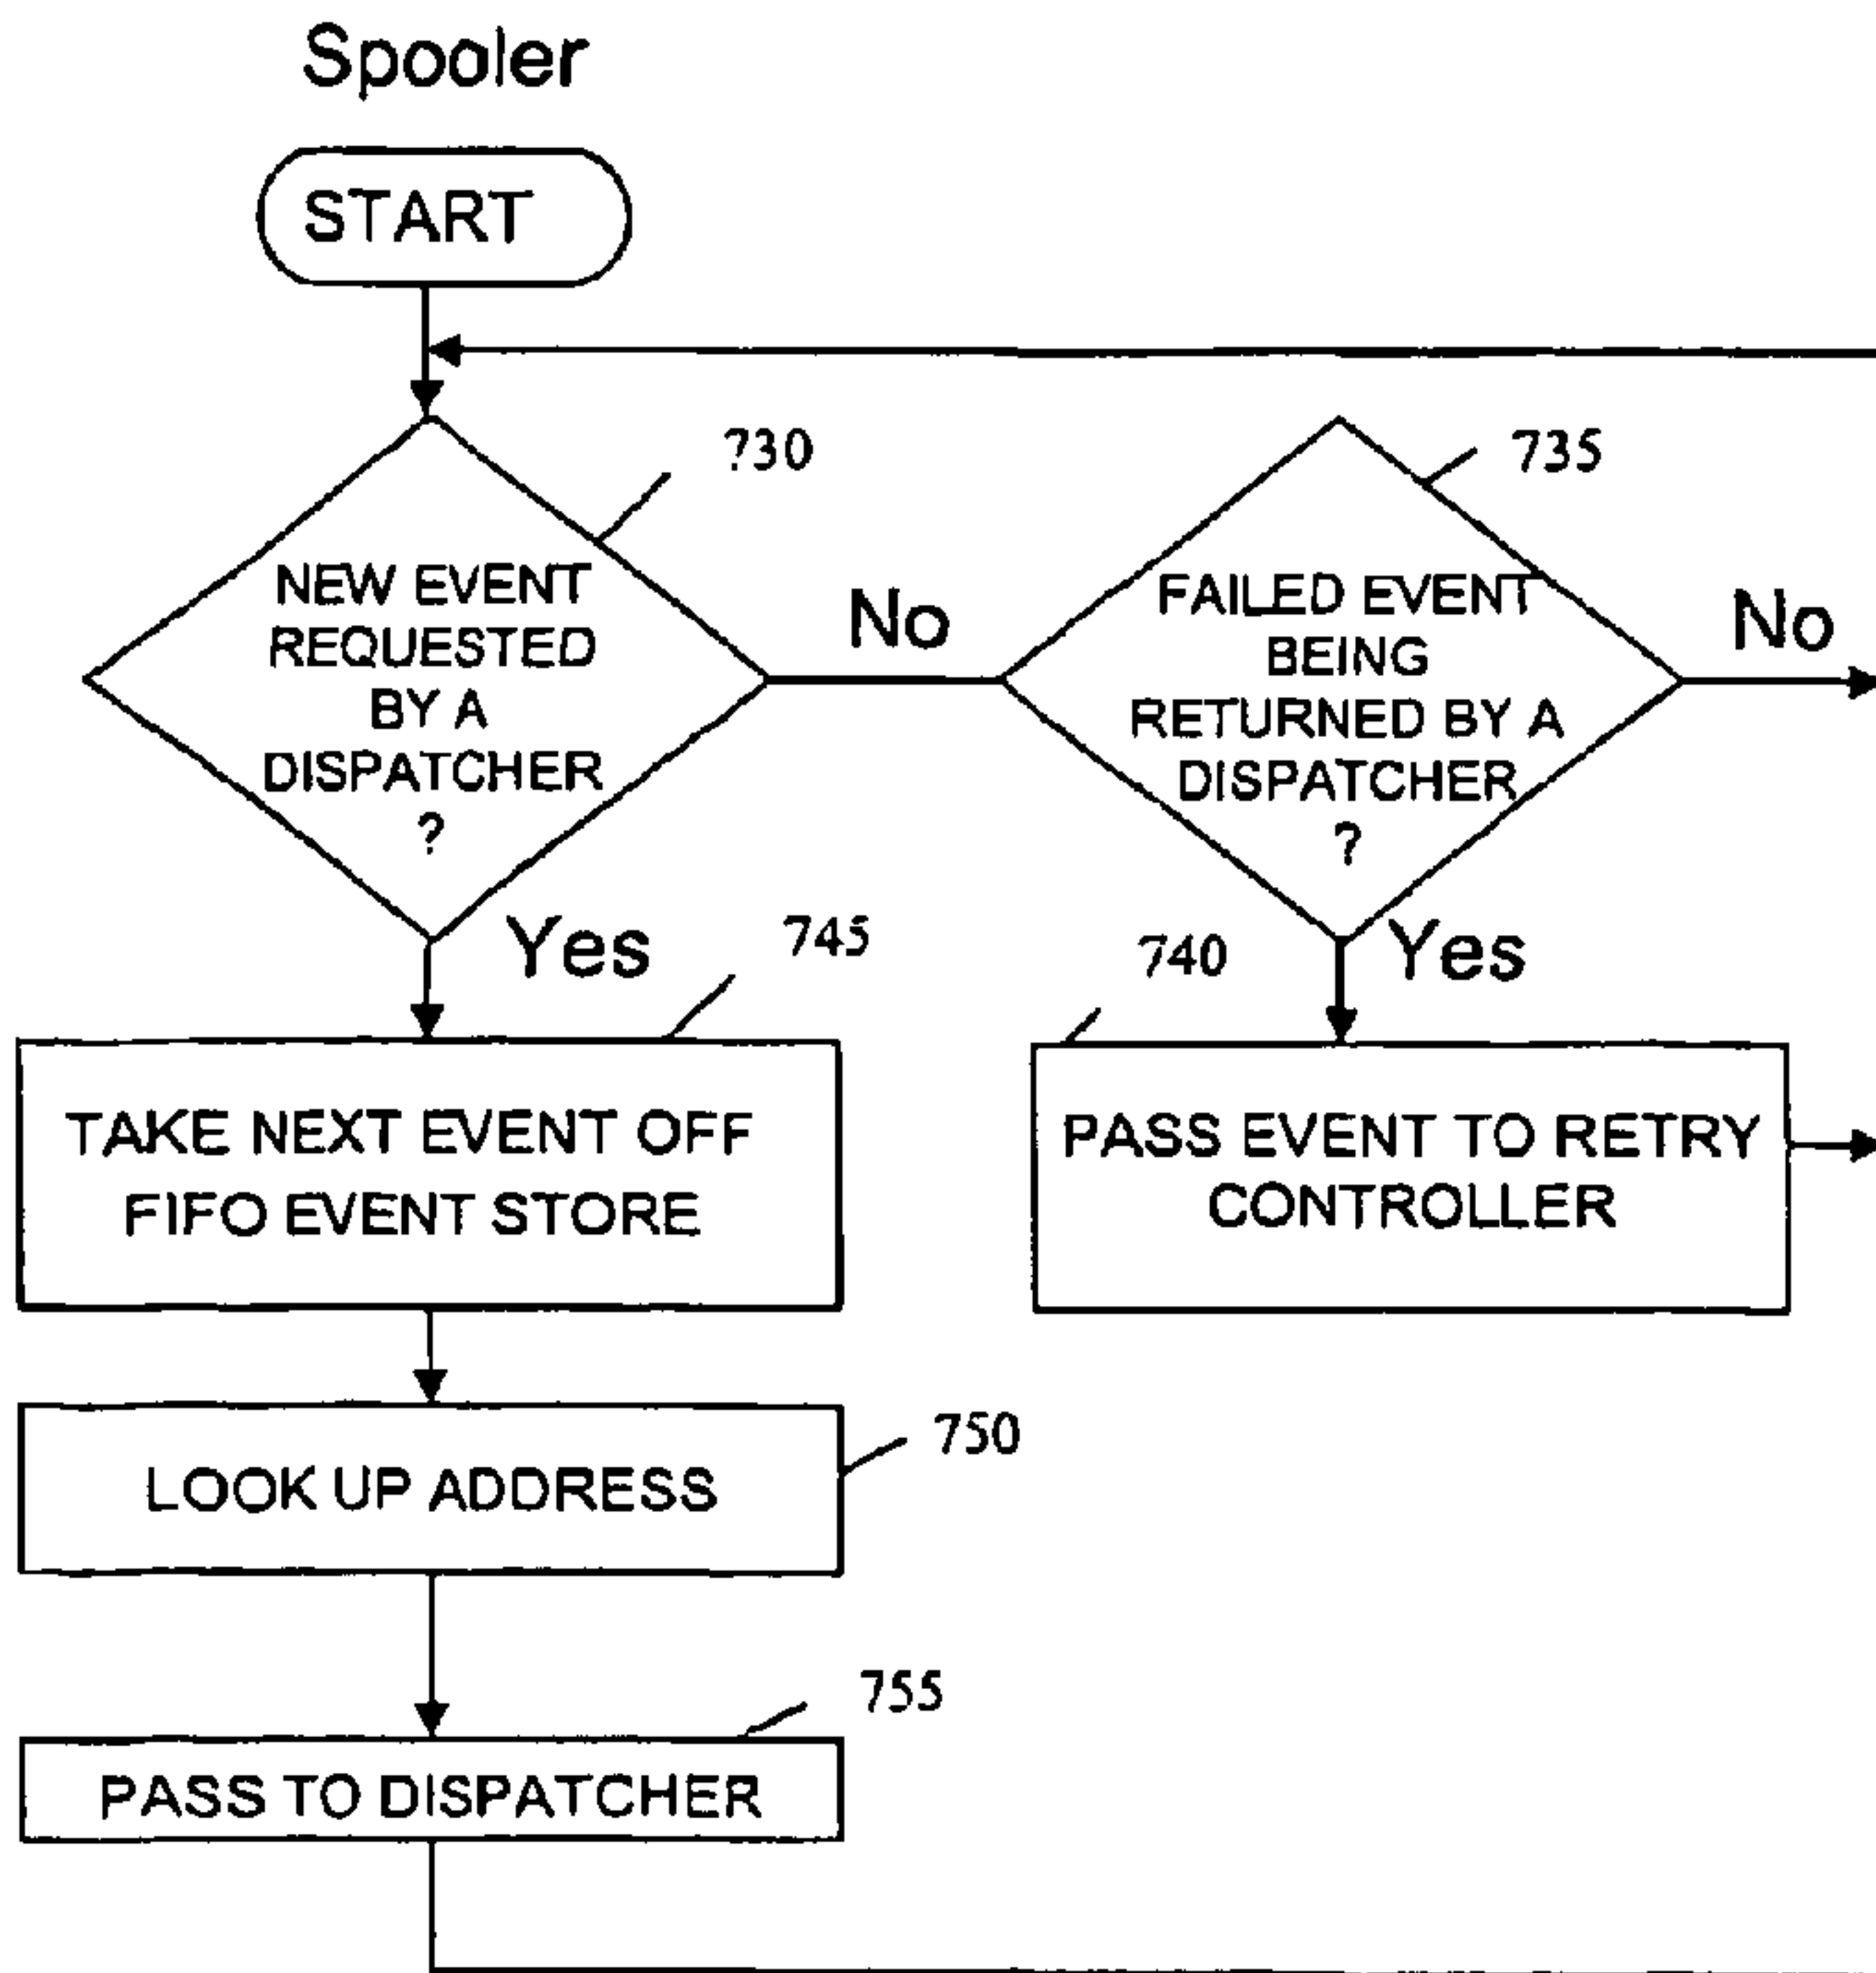 Spooler
START
?30
735
NEW EVENT
REQUESTED
BY A
DISPATCHER
?
No
FAILED EVENT
BEING
RETURNED BY A
DISPATCHER
?
No
Yes
745
740
Yes
TAKE NEXT EVENT OFF
FIFO EVENT STORE
PASS EVENT TO RETRY
CONTROLLER
750
LOOK UP ADDRESS
755
PASS TO DISPATCHER